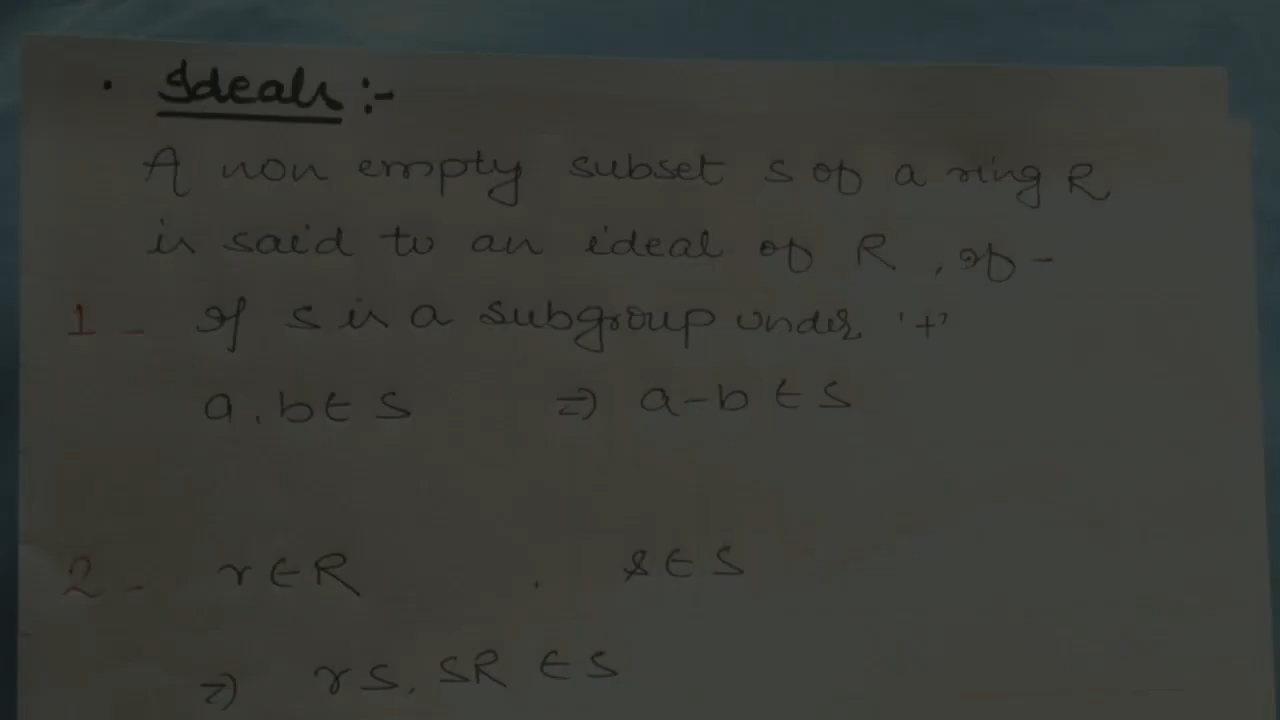 . Ideals :-
A non empty subset S of a ring R
is said to an ideal of R, if -
1 - If S is a subgroup under '+'
a, b ∈ S ⇒ a-b ∈ S
2 - r ∈ R , s ∈ S
⇒ rs, sR ∈ S